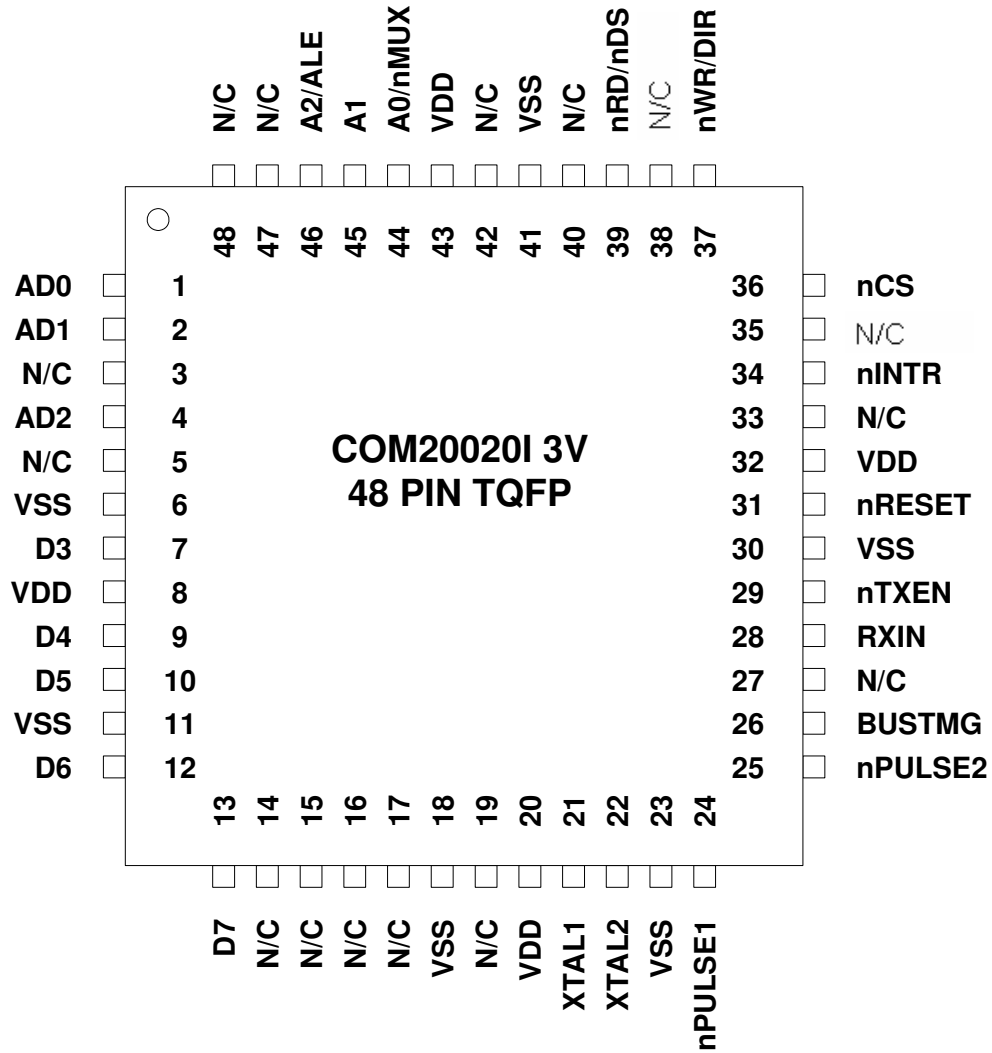 N/C N/C A2/ALE A1 A0/nMUX VDD N/C VSS N/C nRD/nDS N/C nWR/DIR
48 47 46 45 44 43 42 41 40 39 38 37
AD0 1 36 nCS
AD1 2 35 N/C
N/C 3 34 nINTR
AD2 4 33 N/C
N/C 5 COM20020I 3V 32 VDD
VSS 6 48 PIN TQFP 31 nRESET
D3 7 30 VSS
VDD 8 29 nTXEN
D4 9 28 RXIN
D5 10 27 N/C
VSS 11 26 BUSTMG
D6 12 25 nPULSE2
13 14 15 16 17 18 19 20 21 22 23 24
D7 N/C N/C N/C N/C VSS N/C VDD XTAL1 XTAL2 VSS nPULSE1